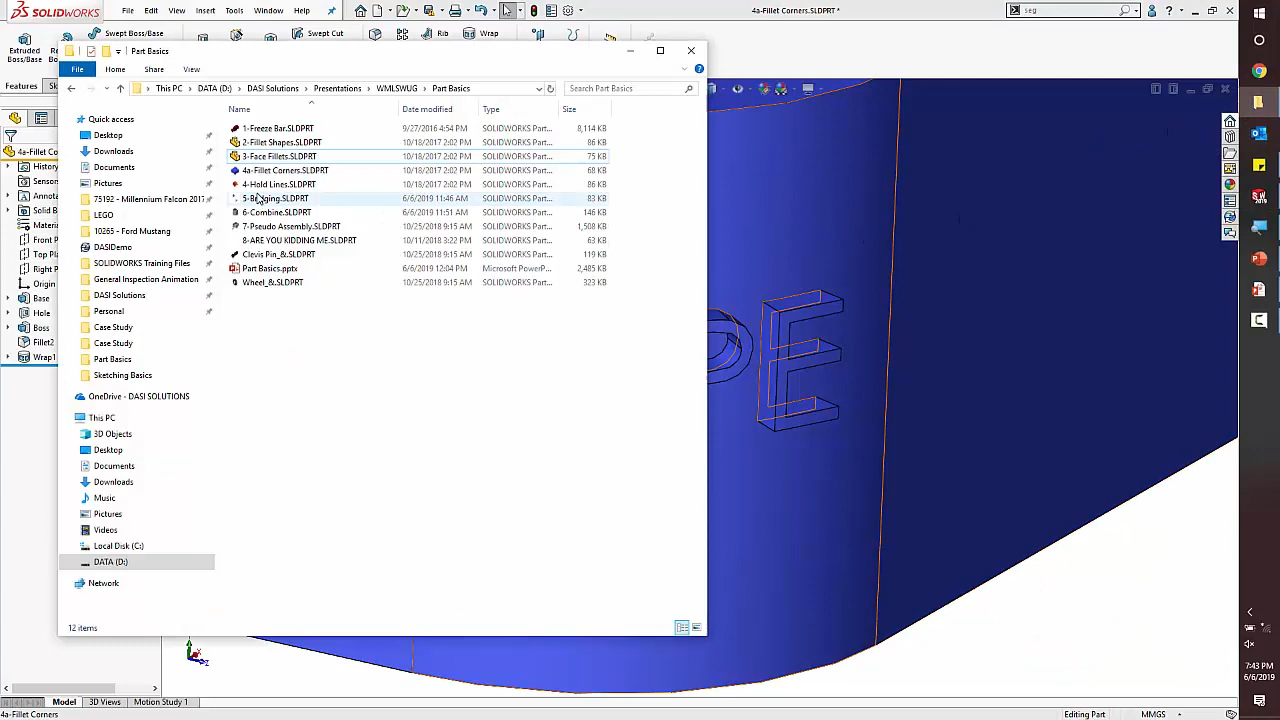 SOLIDWORKS File Edit View Insert Tools Window Help 4a-Fillet Corners.SLDPRT * seg
Extruded Boss/Base Swept Boss/Base Swept Cut Rib Wrap
Features
Part Basics
File Home Share View
This PC > DATA (D:) > DASI Solutions > Presentations > WMLSWUG > Part Basics Search Part Basics
Name Date modified Type Size
1-Freeze Bar.SLDPRT 9/27/2016 4:54 PM SOLIDWORKS Part... 8,114 KB
2-Fillet Shapes.SLDPRT 10/18/2017 2:02 PM SOLIDWORKS Part... 86 KB
3-Face Fillets.SLDPRT 10/18/2017 2:02 PM SOLIDWORKS Part... 75 KB
4a-Fillet Corners.SLDPRT 10/18/2017 2:02 PM SOLIDWORKS Part... 68 KB
4-Hold Lines.SLDPRT 10/18/2017 2:02 PM SOLIDWORKS Part... 86 KB
6/6/2019 11:46 AM SOLIDWORKS Part... 83 KB
6-Combine.SLDPRT 6/6/2019 11:51 AM SOLIDWORKS Part... 146 KB
7-Pseudo Assembly.SLDPRT 10/25/2018 9:15 AM SOLIDWORKS Part... 1,508 KB
8-ARE YOU KIDDING ME.SLDPRT 10/11/2018 3:22 PM SOLIDWORKS Part... 63 KB
Clevis Pin_&.SLDPRT 10/25/2018 9:15 AM SOLIDWORKS Part... 119 KB
Part Basics.pptx 6/6/2019 12:04 PM Microsoft PowerP... 2,485 KB
Wheel_&.SLDPRT 10/25/2018 9:15 AM SOLIDWORKS Part... 323 KB
Quick access
Desktop
Downloads
Documents
Pictures
75192 - Millennium Falcon 2017
LEGO
10265 - Ford Mustang
DASIDemo
SOLIDWORKS Training Files
General Inspection Animation
DASI Solutions
Personal
Case Study
Case Study
Part Basics
Sketching Basics
OneDrive - DASI SOLUTIONS
This PC
3D Objects
Desktop
Documents
Downloads
Music
Pictures
Videos
Local Disk (C:)
DATA (D:)
Network
12 items
4a-Fillet Co
History
Sensors
Annota
Solid B
Materia
Front P
Top Pla
Right P
Origin
Hole
Boss
Fillet2
Wrap1
PE
Model 3D Views Motion Study 1
Editing Part MMGS
7:43 PM
6/6/2019